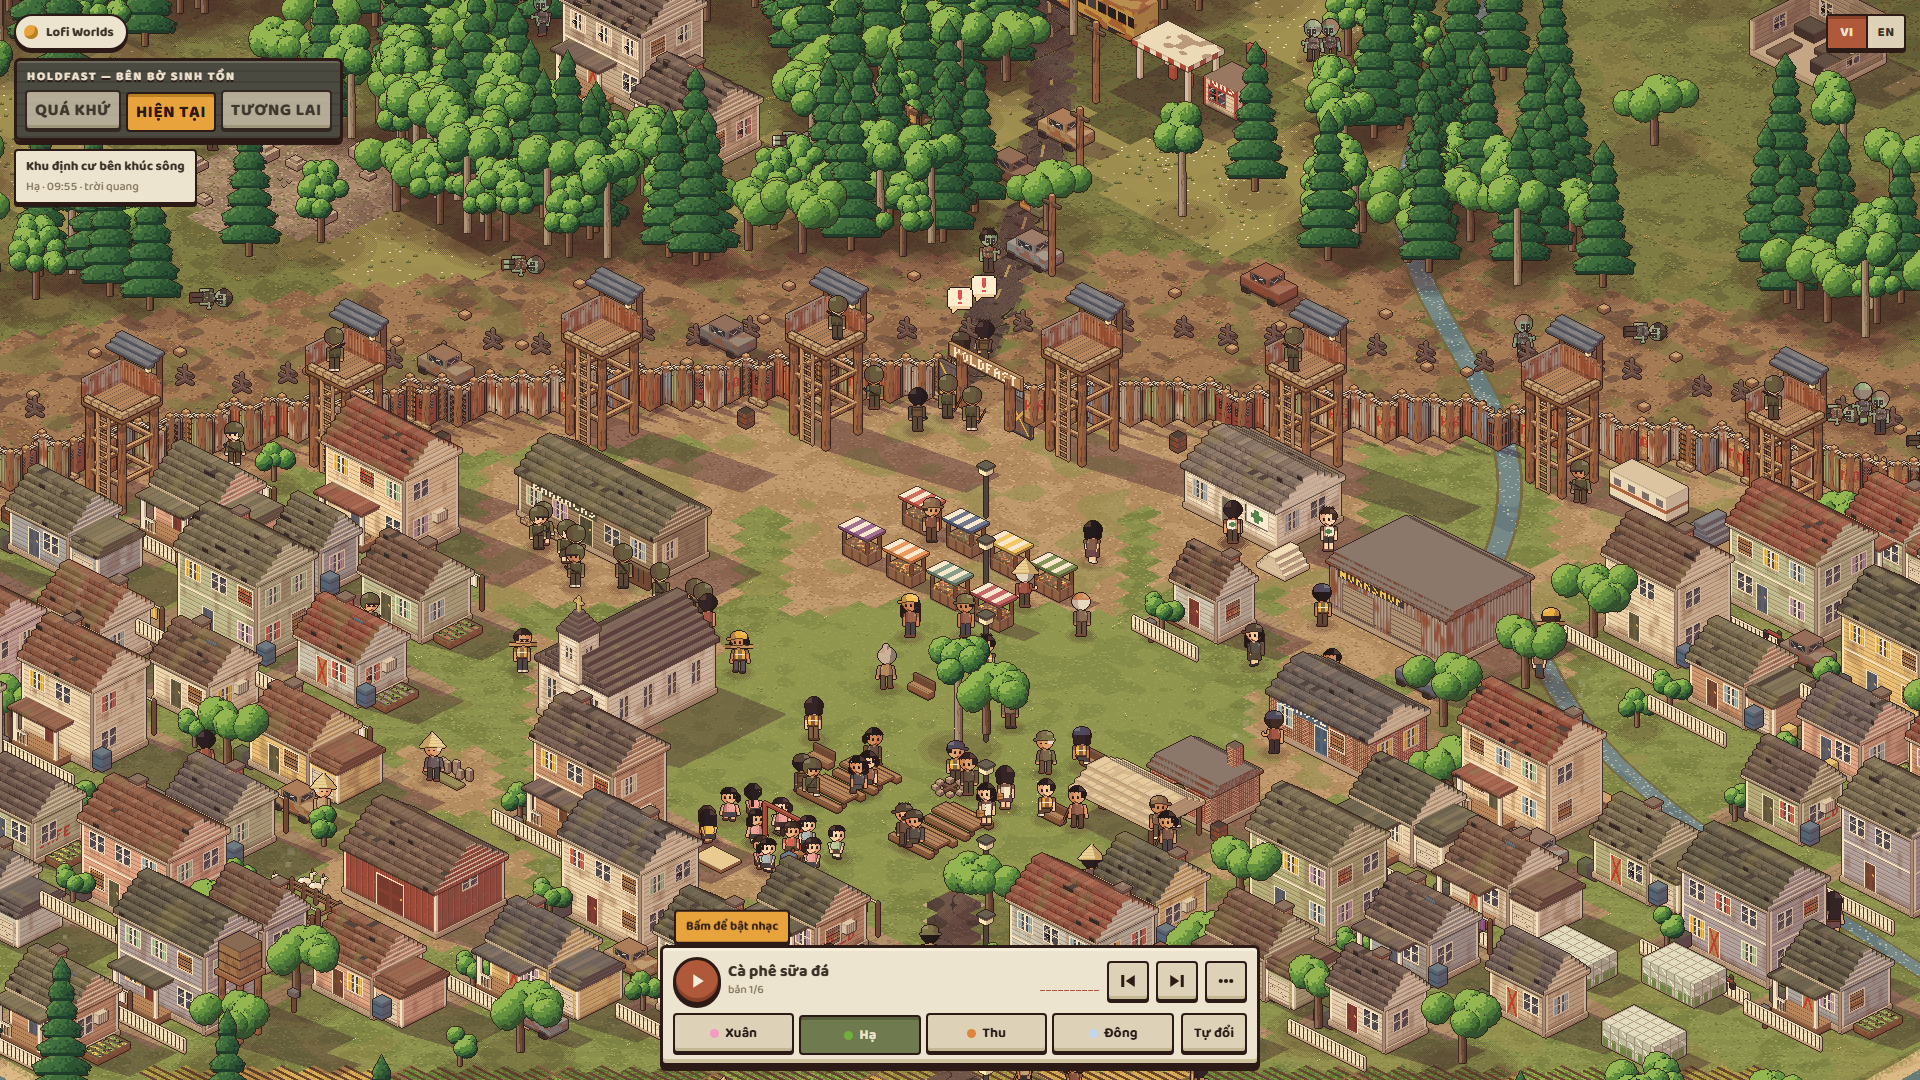 Lofi Worlds
VI
EN
HOLDFAST — BÊN BỜ SINH TỒN
QUÁ KHỨ
HIỆN TẠI
TƯƠNG LAI
Khu định cư bên khúc sông
Hạ · 09:55 · trời quang
HOLDFAST
Bấm để bật nhạc
Cà phê sữa đá
bản 1/6
Xuân
Hạ
Thu
Đông
Tự đổi